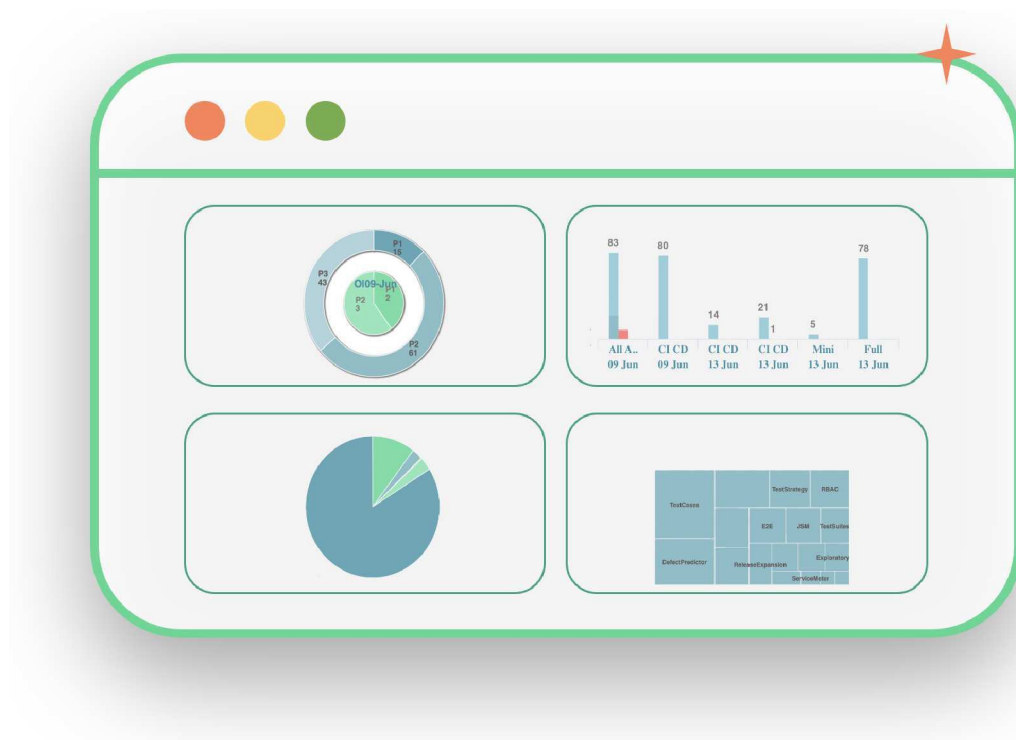 P1
15
P3
43
OI09-Jun
P1
2
P2
3
P2
61
83
80
14
21
1
5
78
All A..
CI CD
CI CD
CI CD
Mini
Full
09 Jun
09 Jun
13 Jun
13 Jun
13 Jun
13 Jun
TestCases
TestStrategy
RBAC
E2E
JSM
TestSuites
DefectPredictor
ReleaseExpansion
Exploratory
ServiceMeter